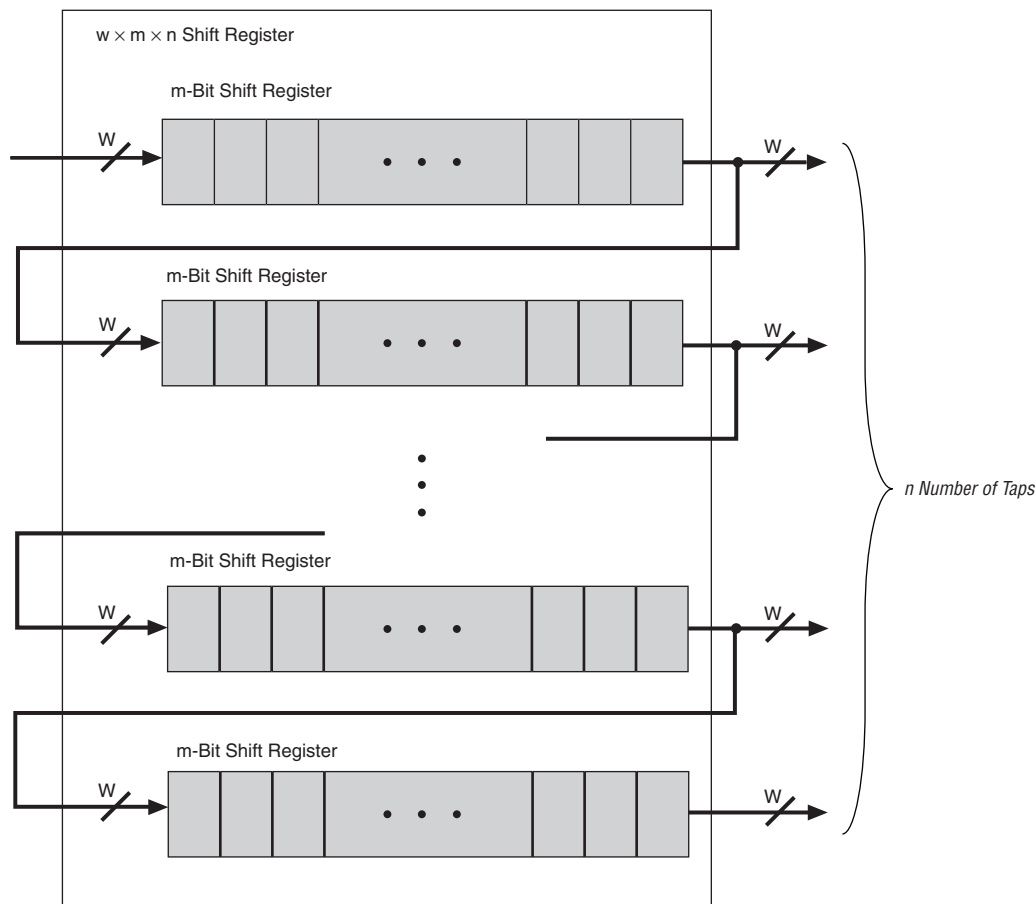 w × m × n Shift Register
m-Bit Shift Register
W
W
m-Bit Shift Register
W
W
n Number of Taps
m-Bit Shift Register
W
W
m-Bit Shift Register
W
W